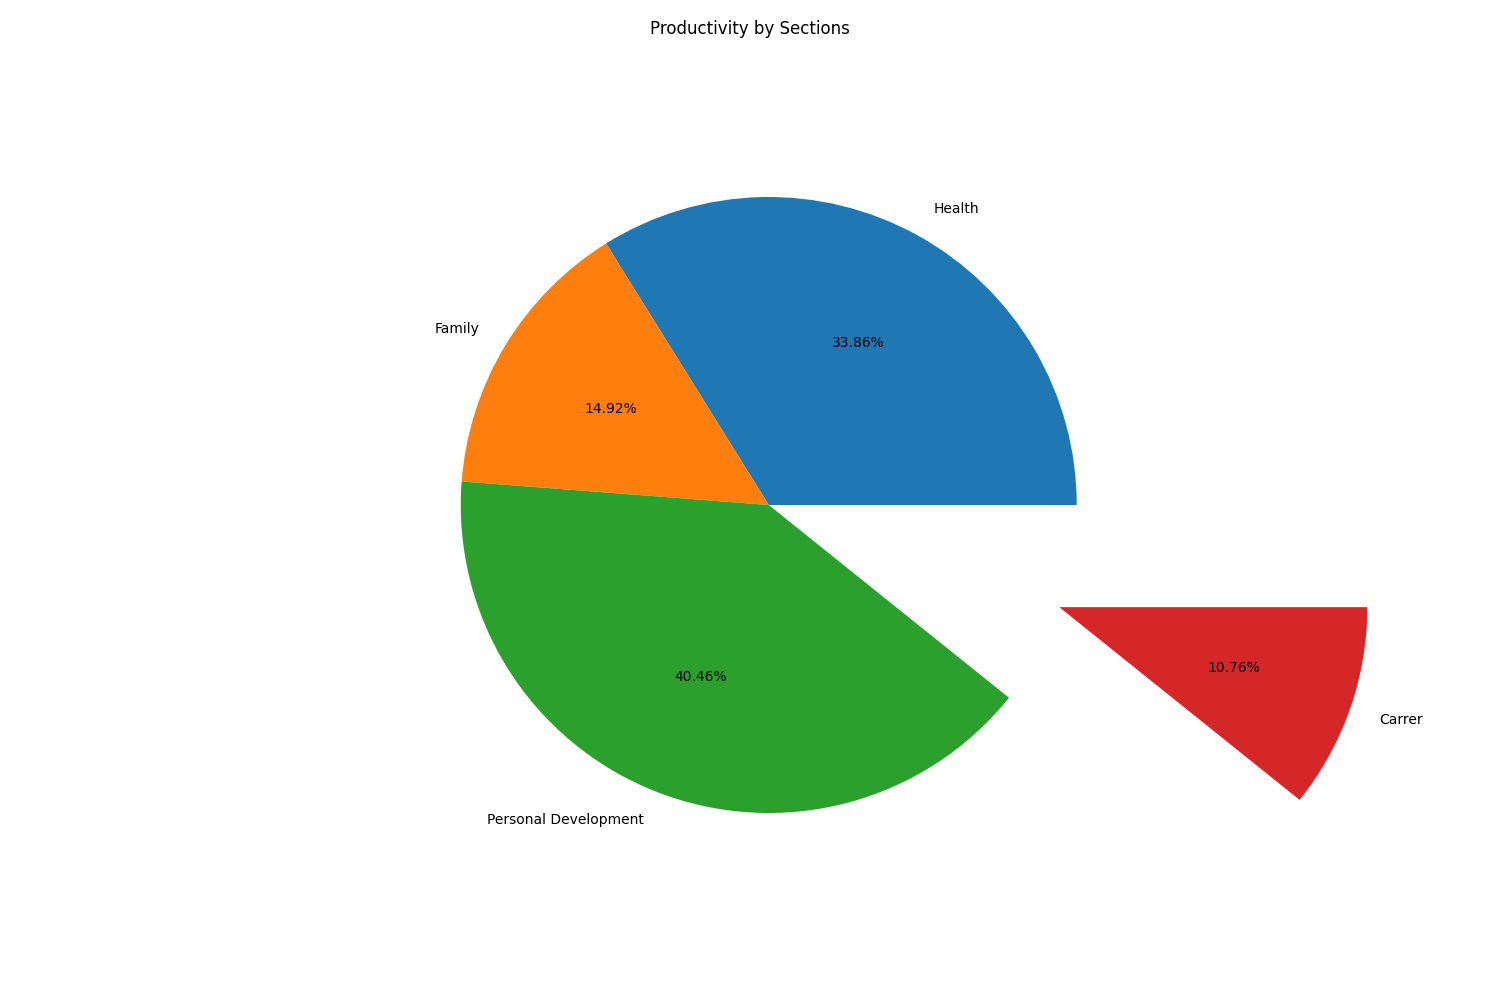 Productivity by Sections
Health
33.86%
Family
14.92%
40.46%
Personal Development
10.76%
Carrer